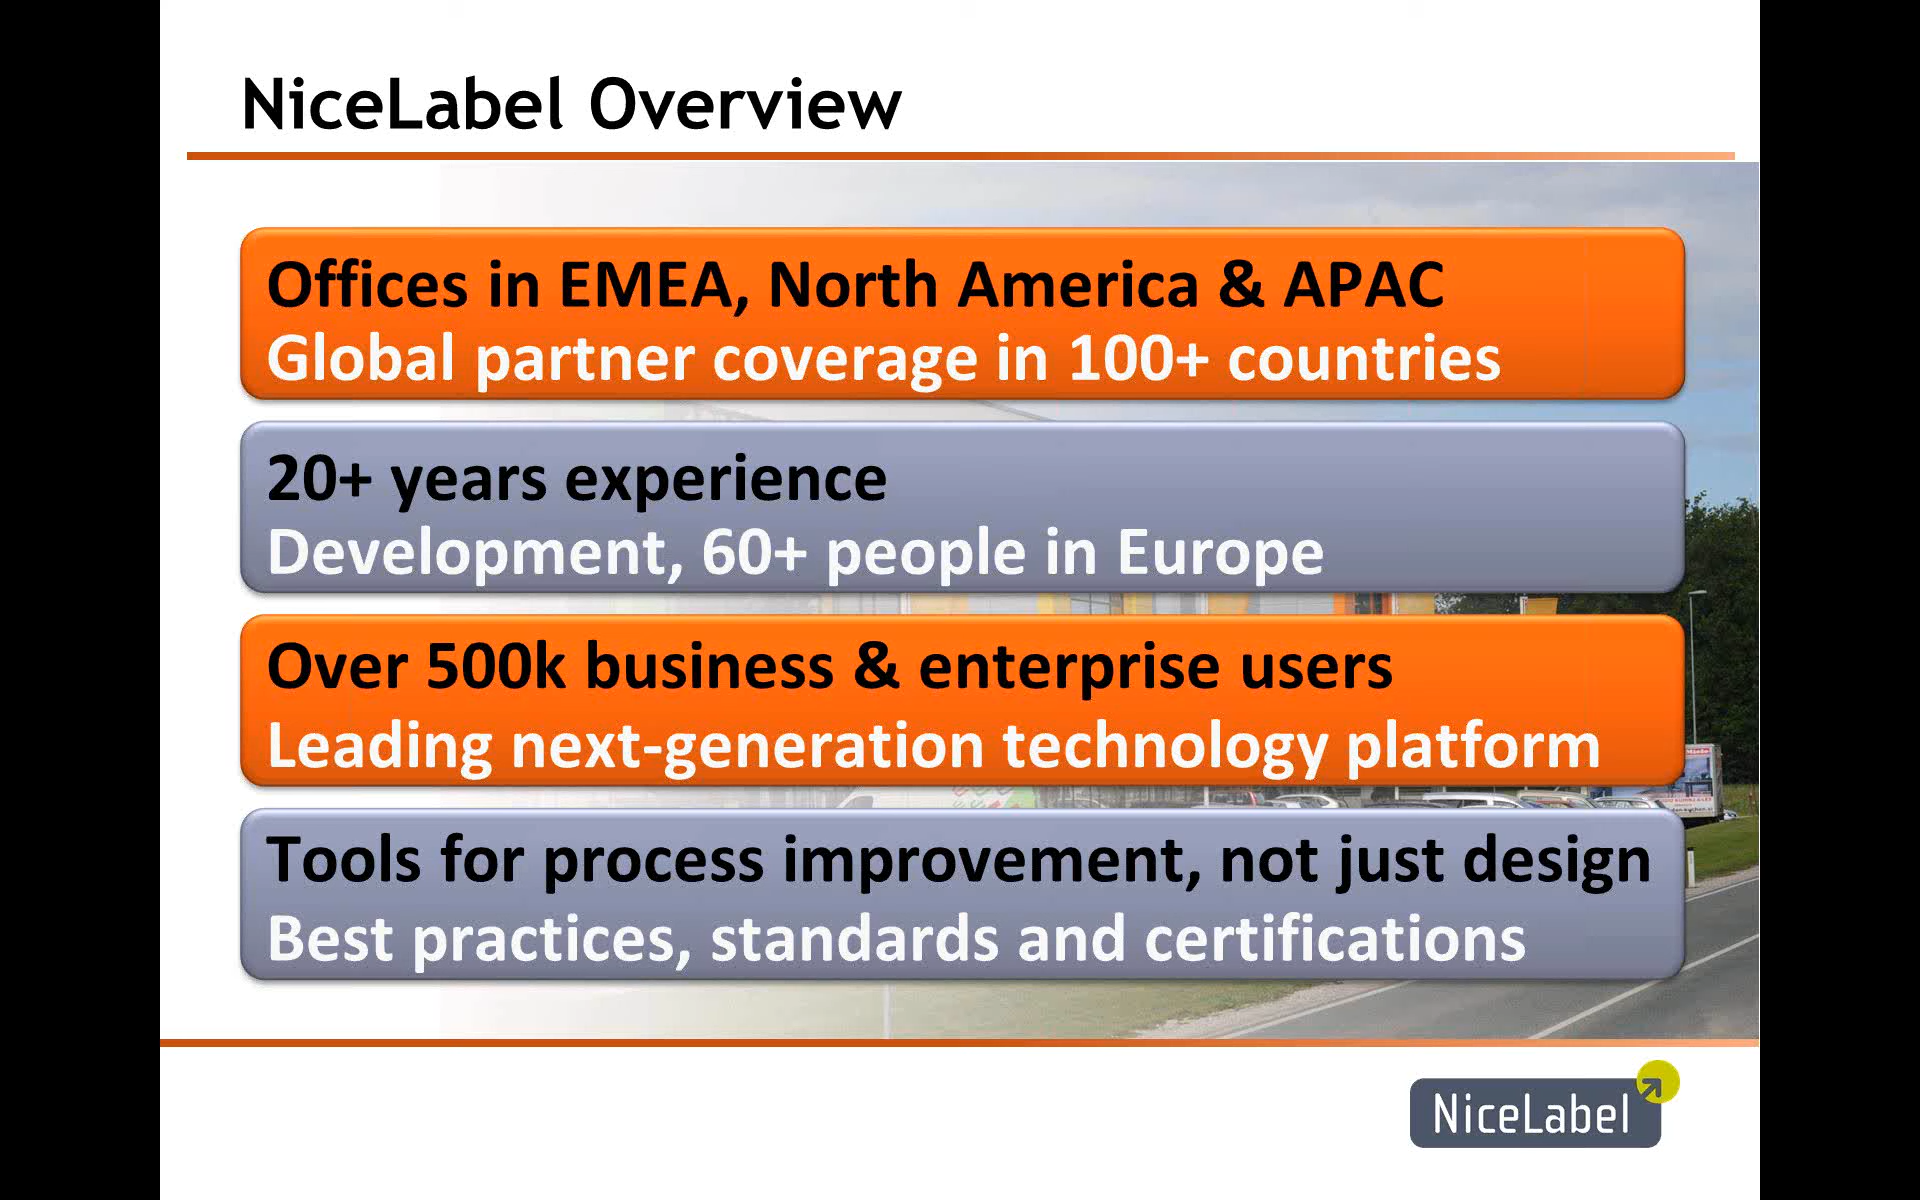 NiceLabel Overview
Offices in EMEA, North America & APAC
Global partner coverage in 100+ countries
20+ years experience
Development, 60+ people in Europe
Over 500k business & enterprise users
Leading next-generation technology platform
Tools for process improvement, not just design
Best practices, standards and certifications
NiceLabel